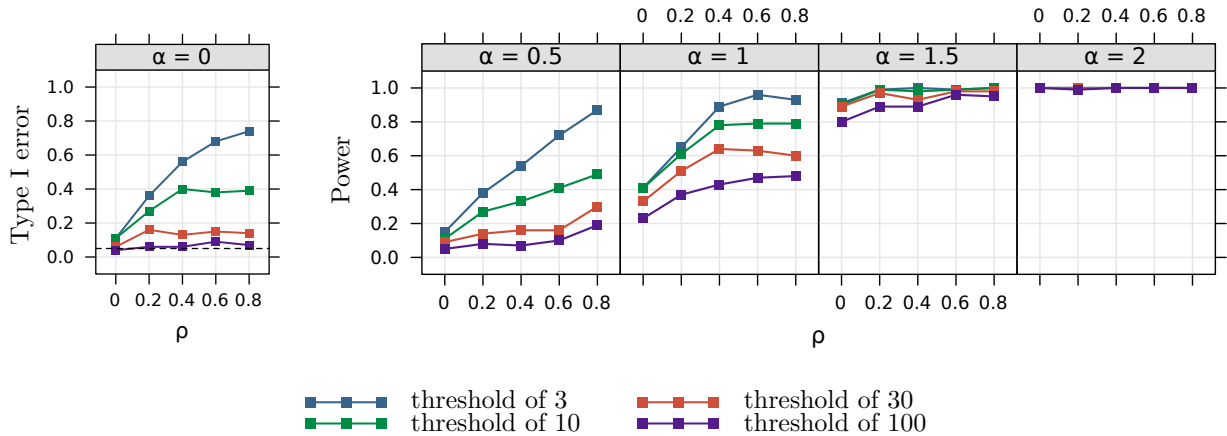 0 0.2 0.4 0.6 0.8 0 0.2 0.4 0.6 0.8
α = 0 α = 0.5 α = 1 α = 1.5 α = 2
Type I error
1.0
0.8
0.6
0.4
0.2
0.0
Power
1.0
0.8
0.6
0.4
0.2
0.0
0 0.2 0.4 0.6 0.8 0 0.2 0.4 0.6 0.8 0 0.2 0.4 0.6 0.8
ρ ρ
threshold of 3 threshold of 30
threshold of 10 threshold of 100